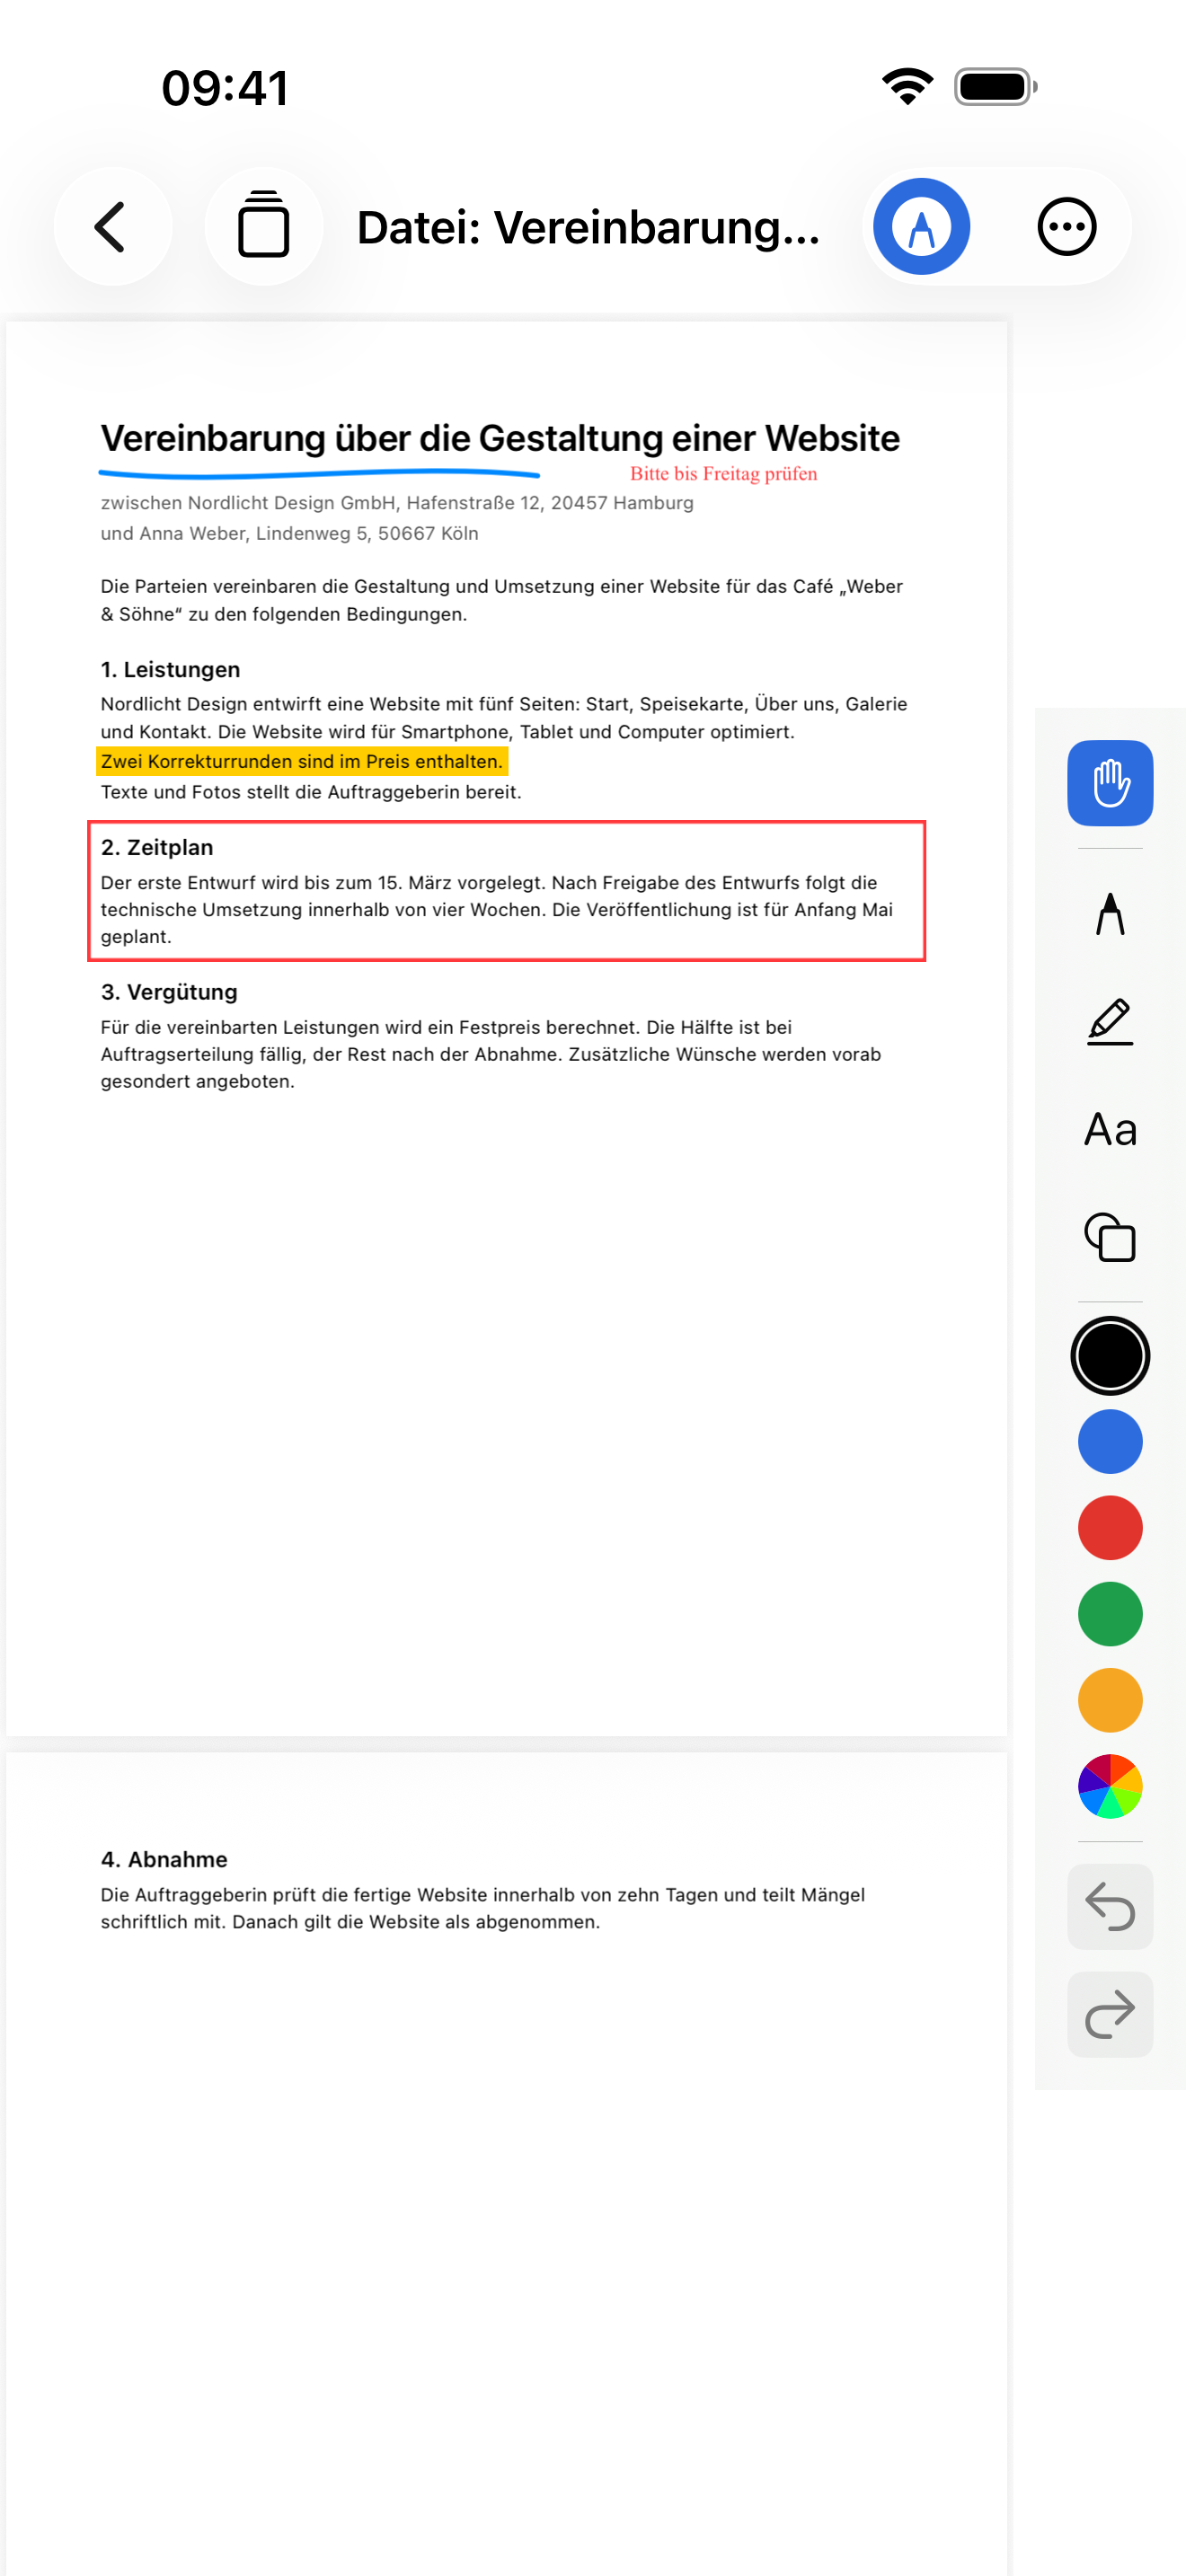 09:41
Datei: Vereinbarung...
Vereinbarung über die Gestaltung einer Website
Bitte bis Freitag prüfen
zwischen Nordlicht Design GmbH, Hafenstraße 12, 20457 Hamburg
und Anna Weber, Lindenweg 5, 50667 Köln
Die Parteien vereinbaren die Gestaltung und Umsetzung einer Website für das Café „Weber
& Söhne“ zu den folgenden Bedingungen.
1. Leistungen
Nordlicht Design entwirft eine Website mit fünf Seiten: Start, Speisekarte, Über uns, Galerie
und Kontakt. Die Website wird für Smartphone, Tablet und Computer optimiert.
Zwei Korrekturrunden sind im Preis enthalten.
Texte und Fotos stellt die Auftraggeberin bereit.
2. Zeitplan
Der erste Entwurf wird bis zum 15. März vorgelegt. Nach Freigabe des Entwurfs folgt die
technische Umsetzung innerhalb von vier Wochen. Die Veröffentlichung ist für Anfang Mai
geplant.
3. Vergütung
Für die vereinbarten Leistungen wird ein Festpreis berechnet. Die Hälfte ist bei
Auftragserteilung fällig, der Rest nach der Abnahme. Zusätzliche Wünsche werden vorab
gesondert angeboten.
Aa
4. Abnahme
Die Auftraggeberin prüft die fertige Website innerhalb von zehn Tagen und teilt Mängel
schriftlich mit. Danach gilt die Website als abgenommen.